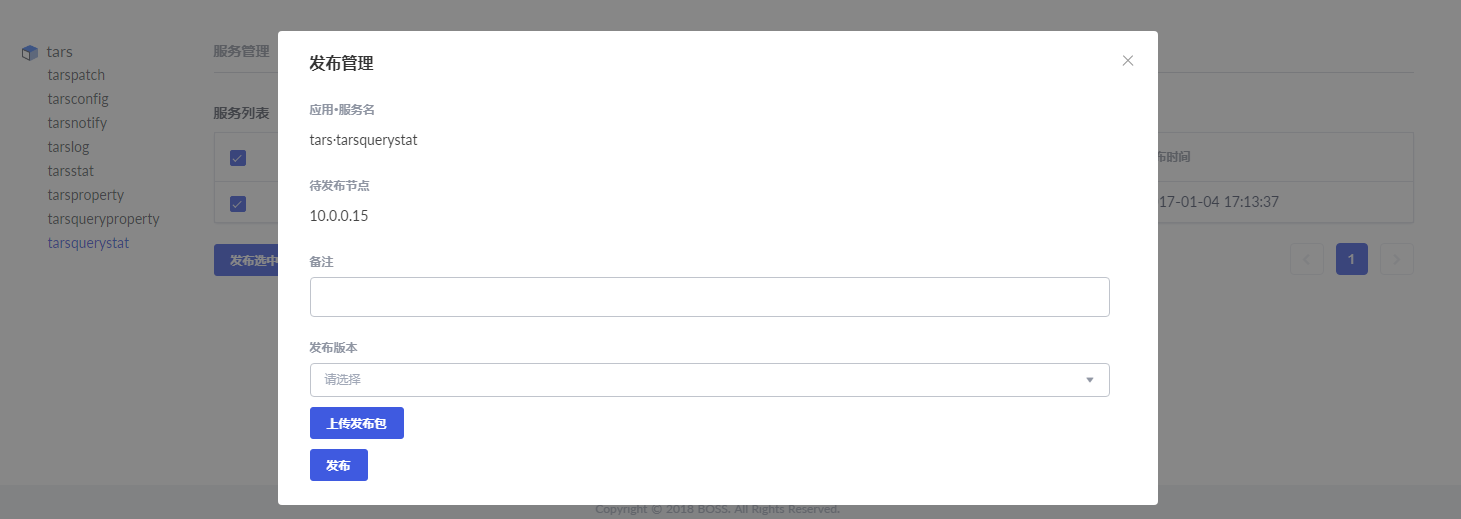 tars
tarspatch
tarsconfig
tarsnotify
tarslog
tarsstat
tarsproperty
tarsqueryproperty
tarsquerystat
服务管理
服务列表
发布选中
布时间
17-01-04 17:13:37
1
发布管理
应用·服务名
tars·tarsquerystat
待发布节点
10.0.0.15
备注
发布版本
请选择
上传发布包
发布
Copyright © 2018 BOSS. All Rights Reserved.